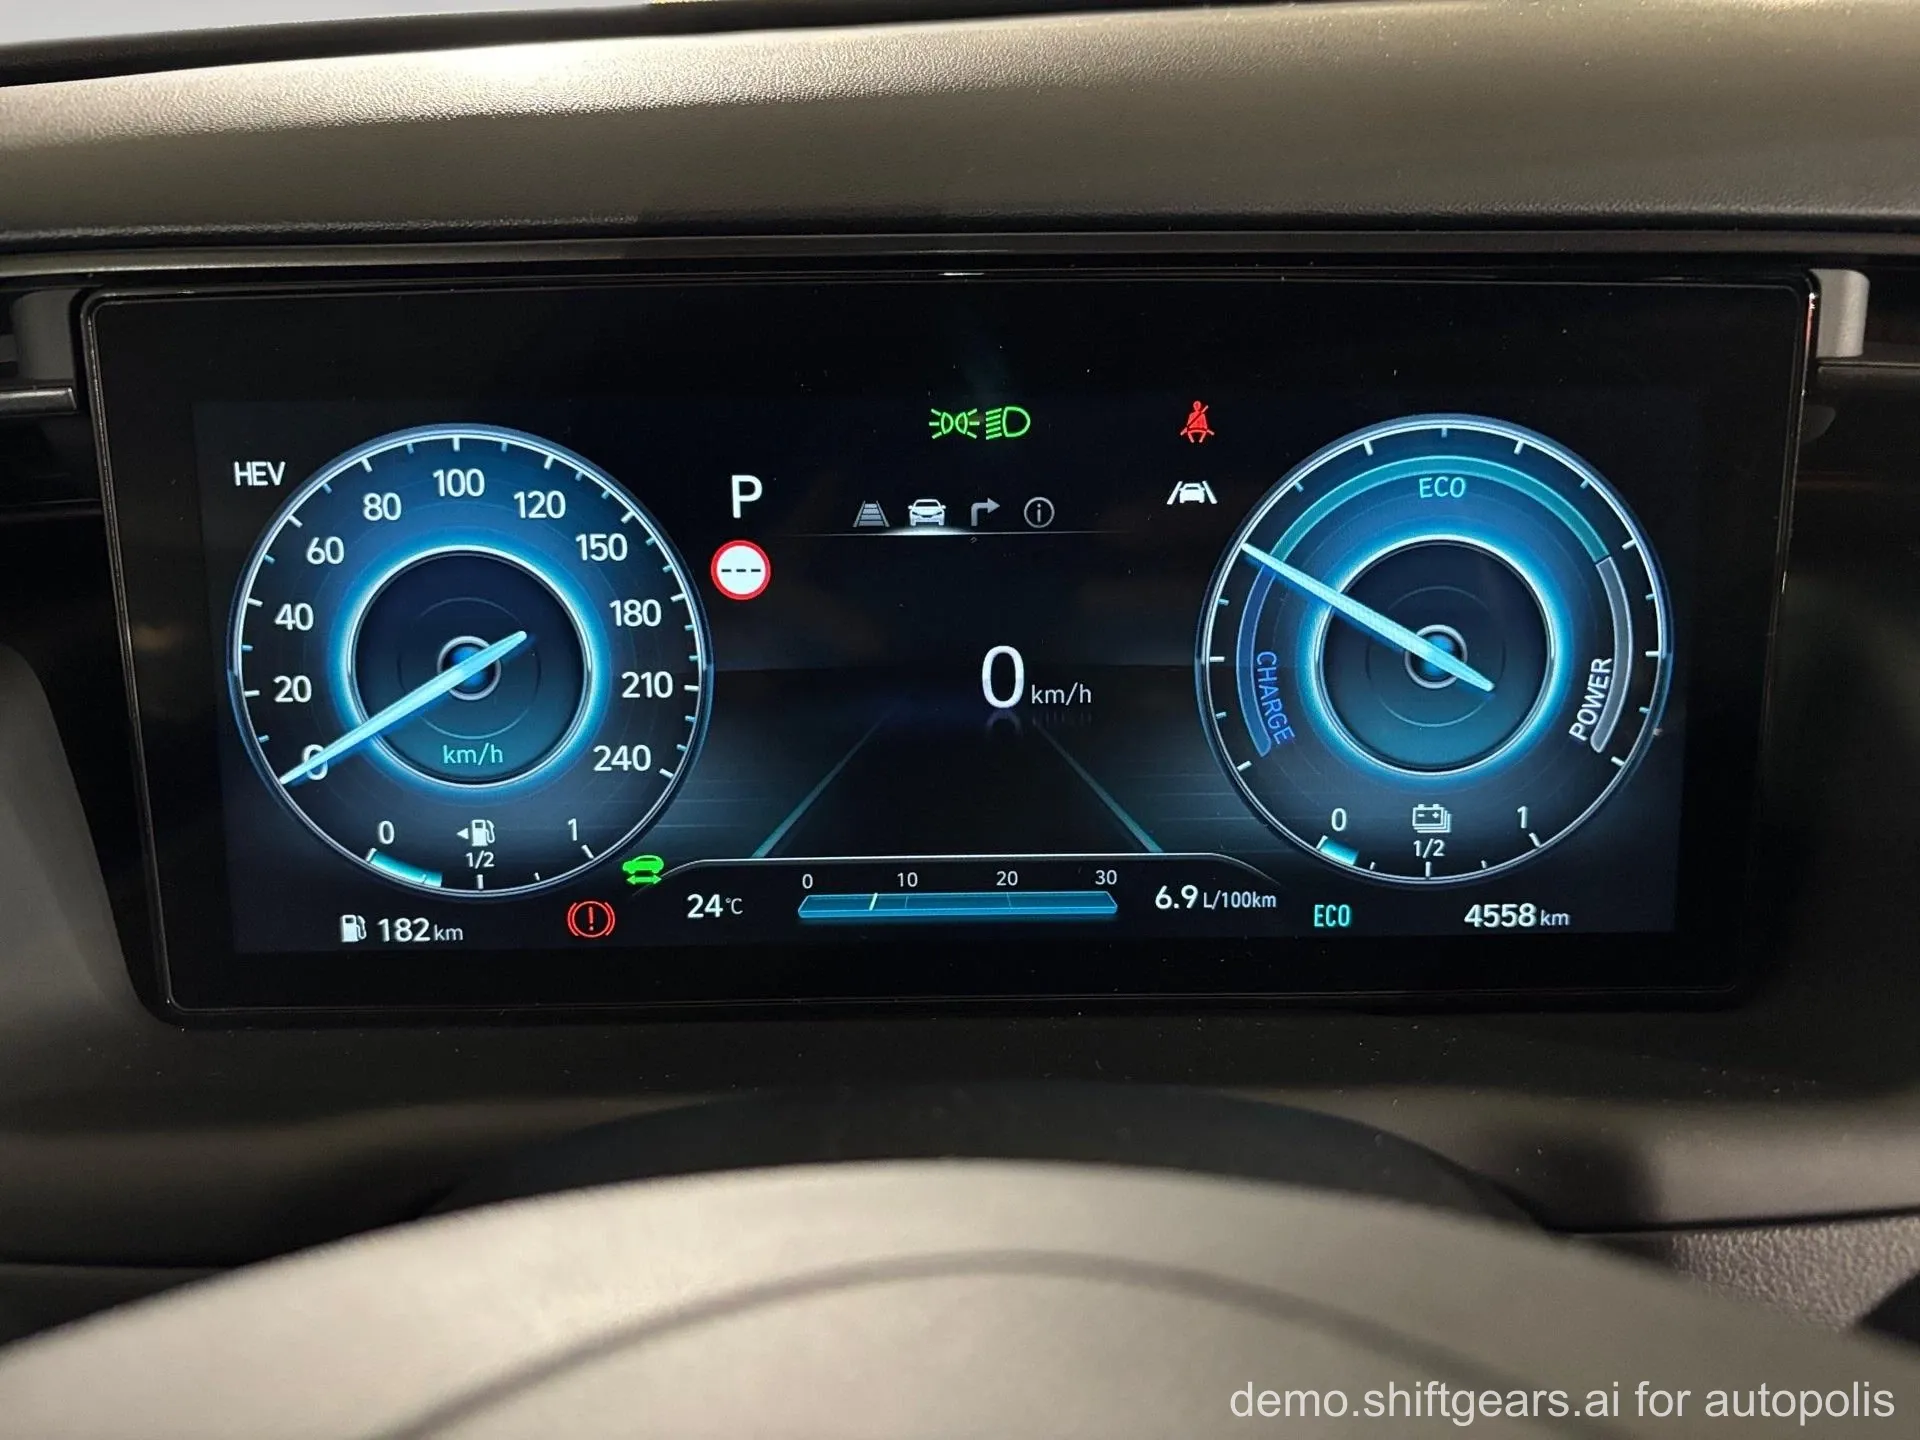 HEV
0
20
40
60
80
100
120
150
180
210
240
km/h
0
1/2
1
182 km
P
---
0 km/h
24°C
0 10 20 30
6.9 L/100km
ECO
CHARGE
POWER
0
1/2
1
ECO
4558 km
demo.shiftgears.ai for autopolis